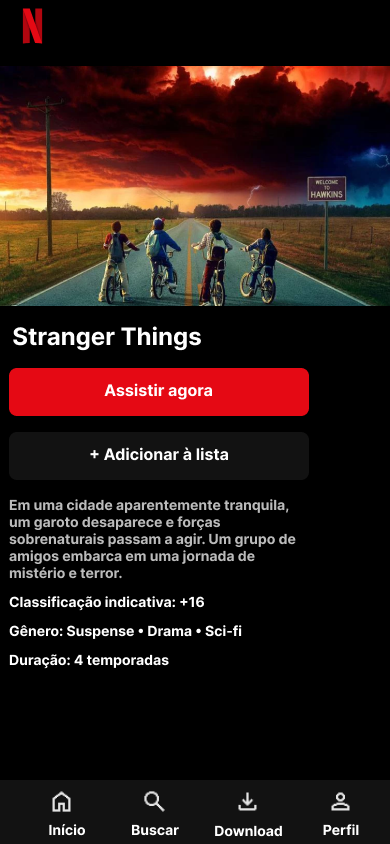 N
WELCOME
TO
HAWKINS
Stranger Things
Assistir agora
+ Adicionar à lista
Em uma cidade aparentemente tranquila,
um garoto desaparece e forças
sobrenaturais passam a agir. Um grupo de
amigos embarca em uma jornada de
mistério e terror.
Classificação indicativa: +16
Gênero: Suspense • Drama • Sci-fi
Duração: 4 temporadas
Início Buscar Download Perfil